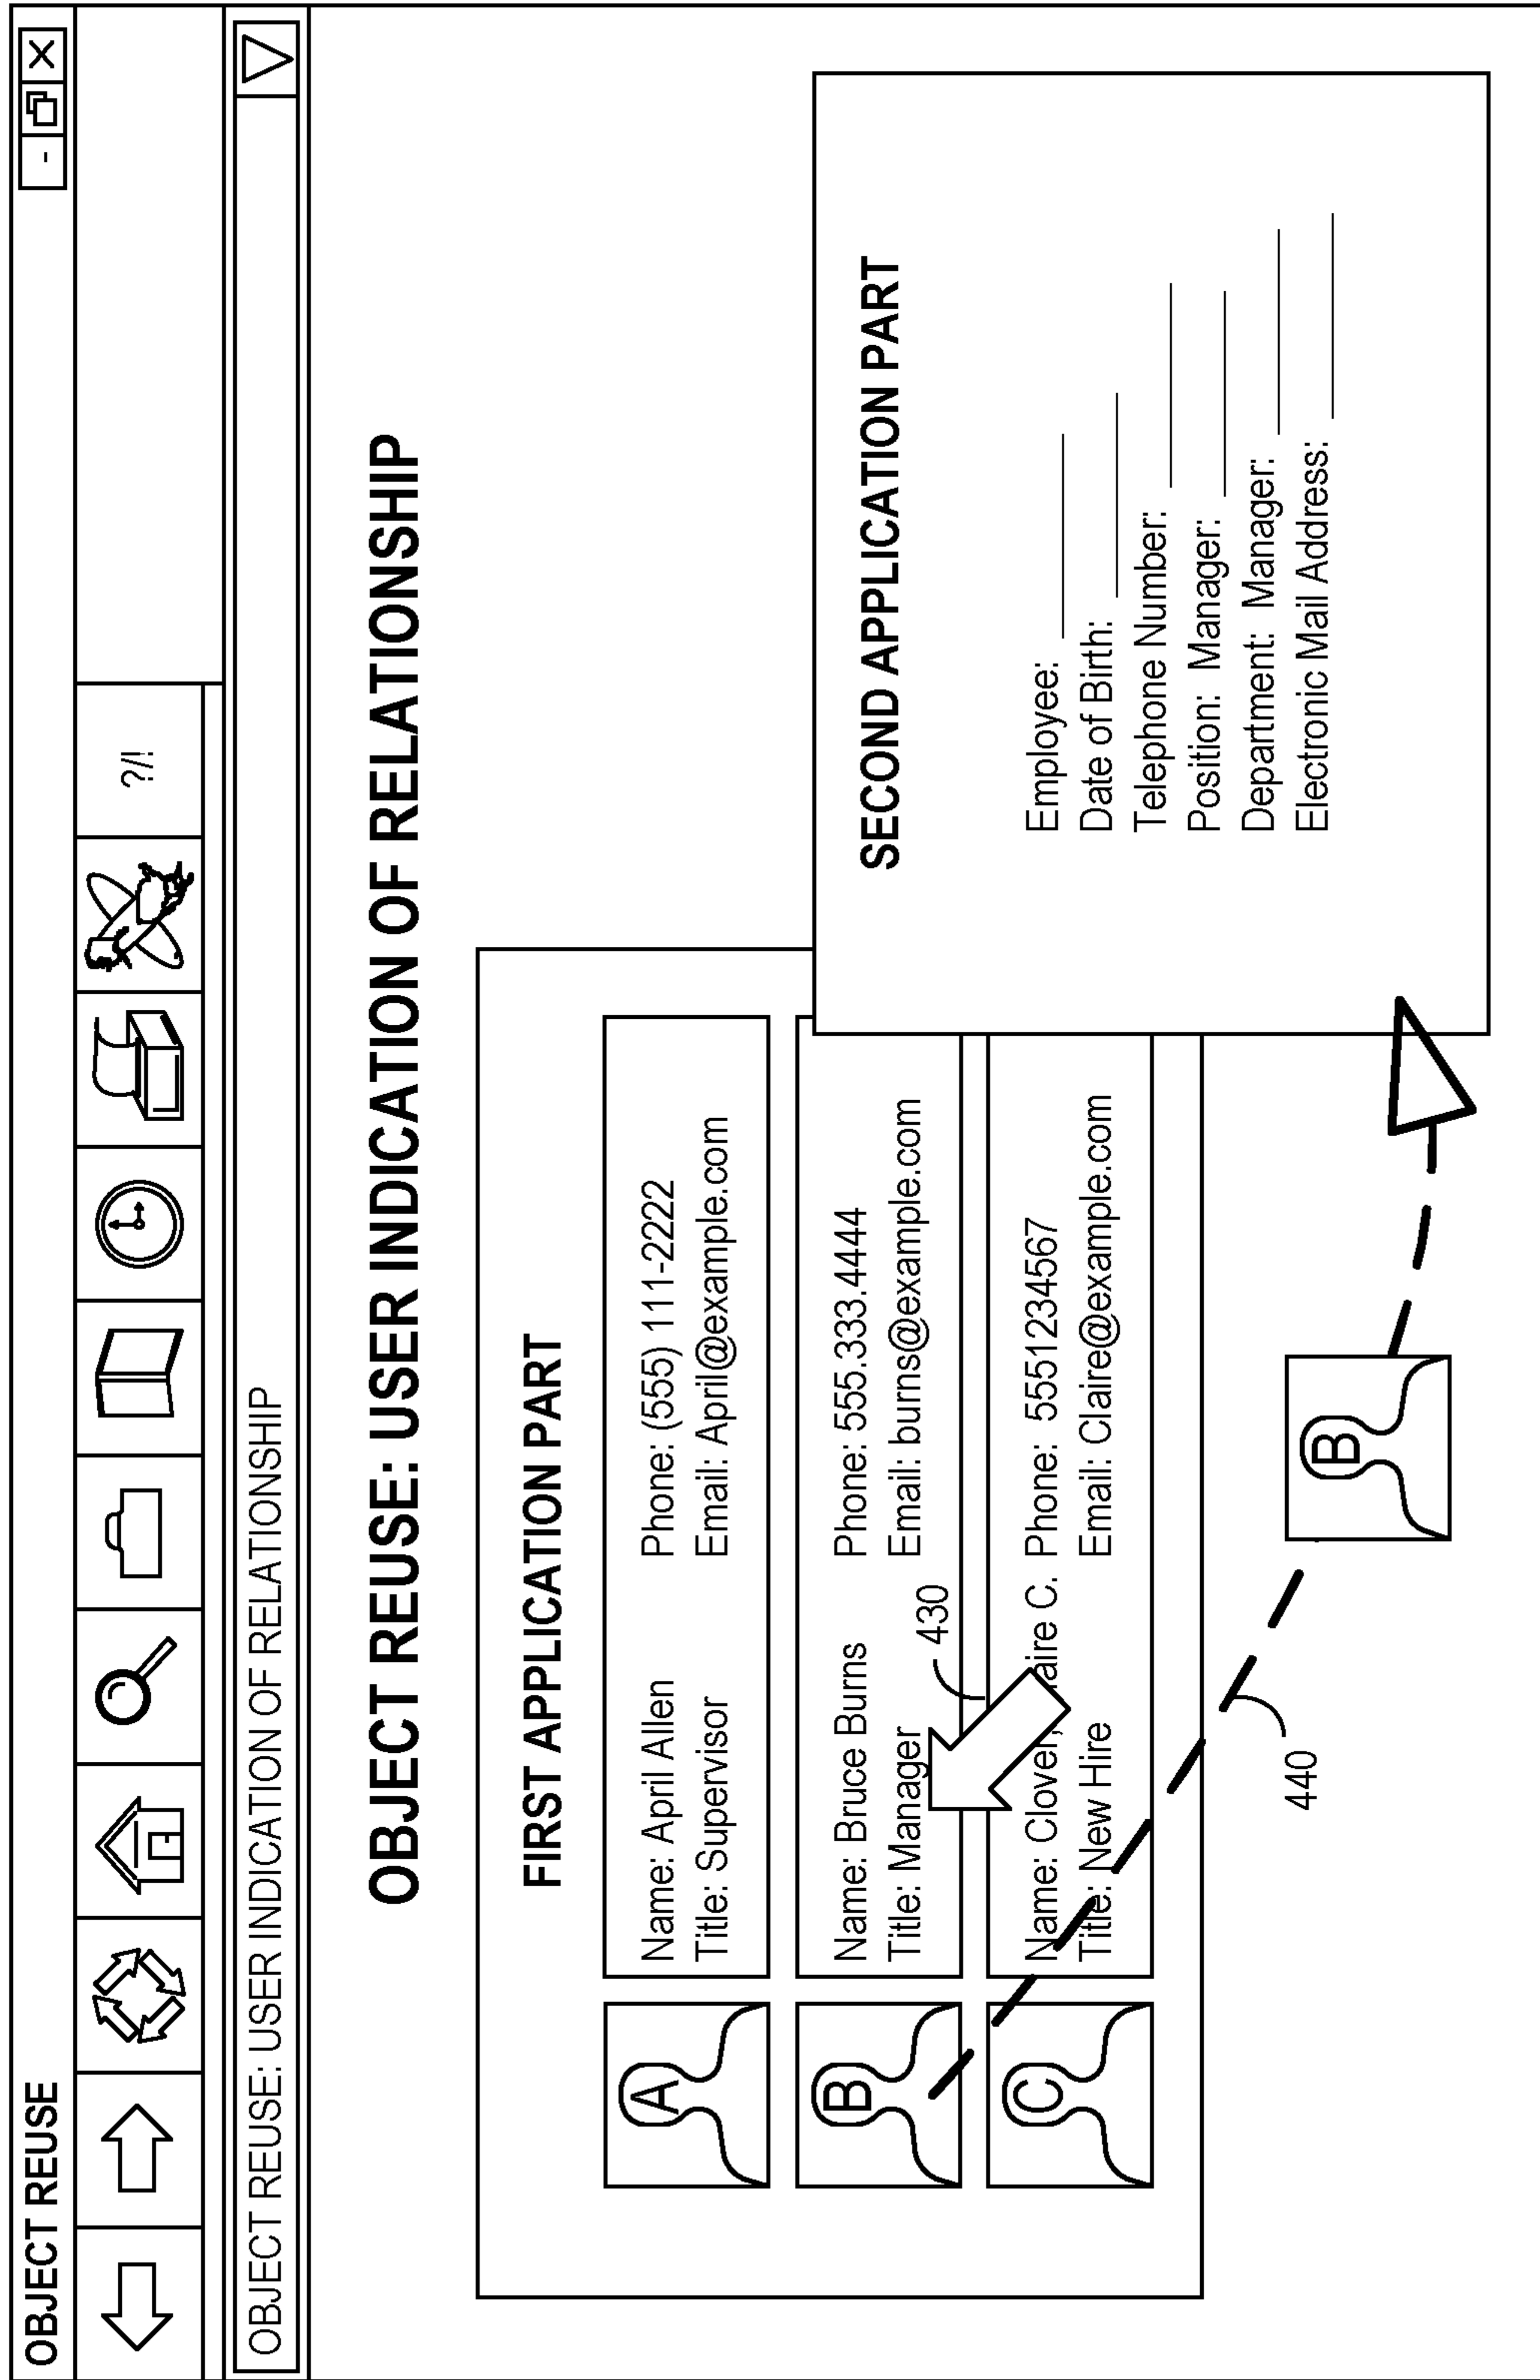 OBJECT REUSE
- X
?/!
OBJECT REUSE: USER INDICATION OF RELATIONSHIP
OBJECT REUSE: USER INDICATION OF RELATIONSHIP
FIRST APPLICATION PART
A
Name: April Allen Phone: (555) 111-2222
Title: Supervisor Email: April@example.com
B
Name: Bruce Burns Phone: 555.333.4444
Title: Manager Email: burns@example.com
430
C
Name: Clover, aire C. Phone: 5551234567
Title: New Hire Email: Claire@example.com
440
B
SECOND APPLICATION PART
Employee:
Date of Birth:
Telephone Number:
Position: Manager:
Department: Manager:
Electronic Mail Address: